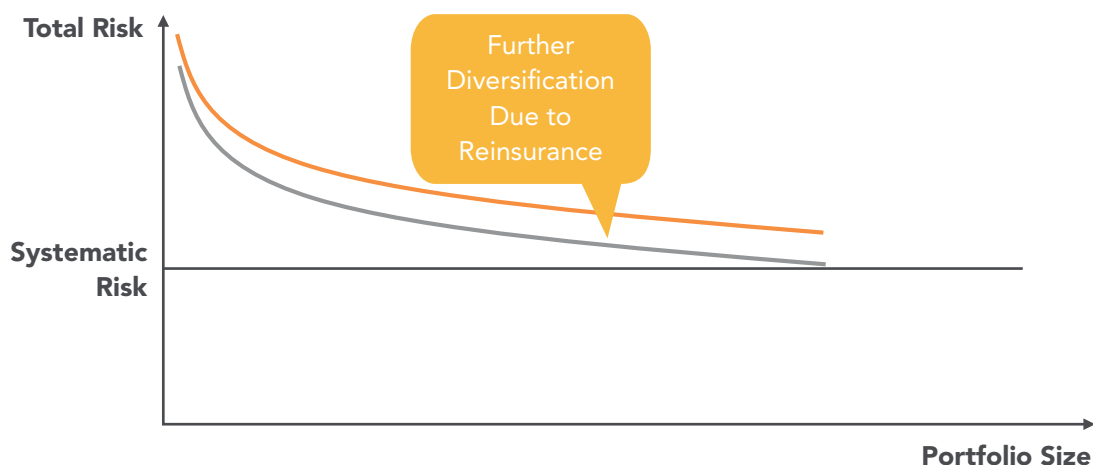 Total Risk
Further
Diversification
Due to
Reinsurance
Systematic
Risk
Portfolio Size